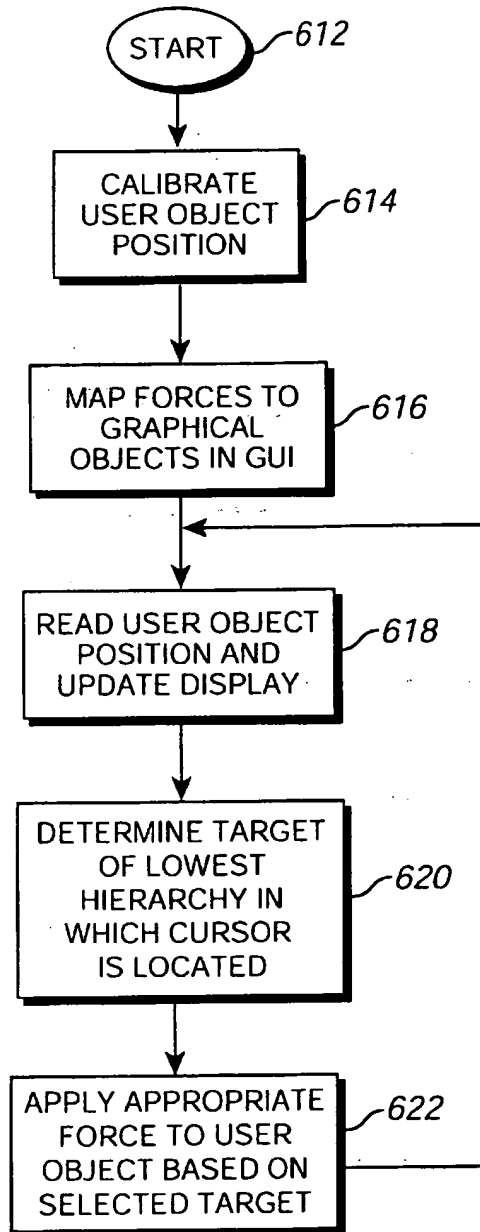 START
612
CALIBRATE
USER OBJECT
POSITION
614
MAP FORCES TO
GRAPHICAL
OBJECTS IN GUI
616
READ USER OBJECT
POSITION AND
UPDATE DISPLAY
618
DETERMINE TARGET
OF LOWEST
HIERARCHY IN
WHICH CURSOR
IS LOCATED
620
APPLY APPROPRIATE
FORCE TO USER
OBJECT BASED ON
SELECTED TARGET
622